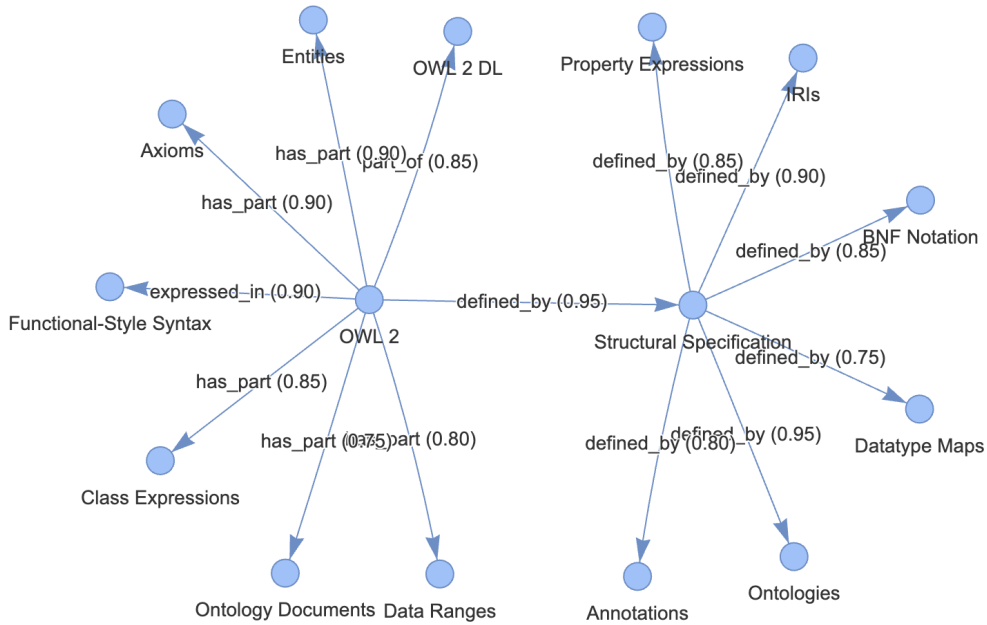 Entities
OWL 2 DL
Property Expressions
IRIs
Axioms
has_part (0.90)
part_of (0.85)
defined_by (0.85)
defined_by (0.90)
has_part (0.90)
BNF Notation
defined_by (0.85)
expressed_in (0.90)
defined_by (0.95)
Functional-Style Syntax
OWL 2
Structural Specification
defined_by (0.75)
has_part (0.85)
has_part (0.75)
has_part (0.80)
defined_by (0.80)
defined_by (0.95)
Datatype Maps
Class Expressions
Ontology Documents
Data Ranges
Annotations
Ontologies